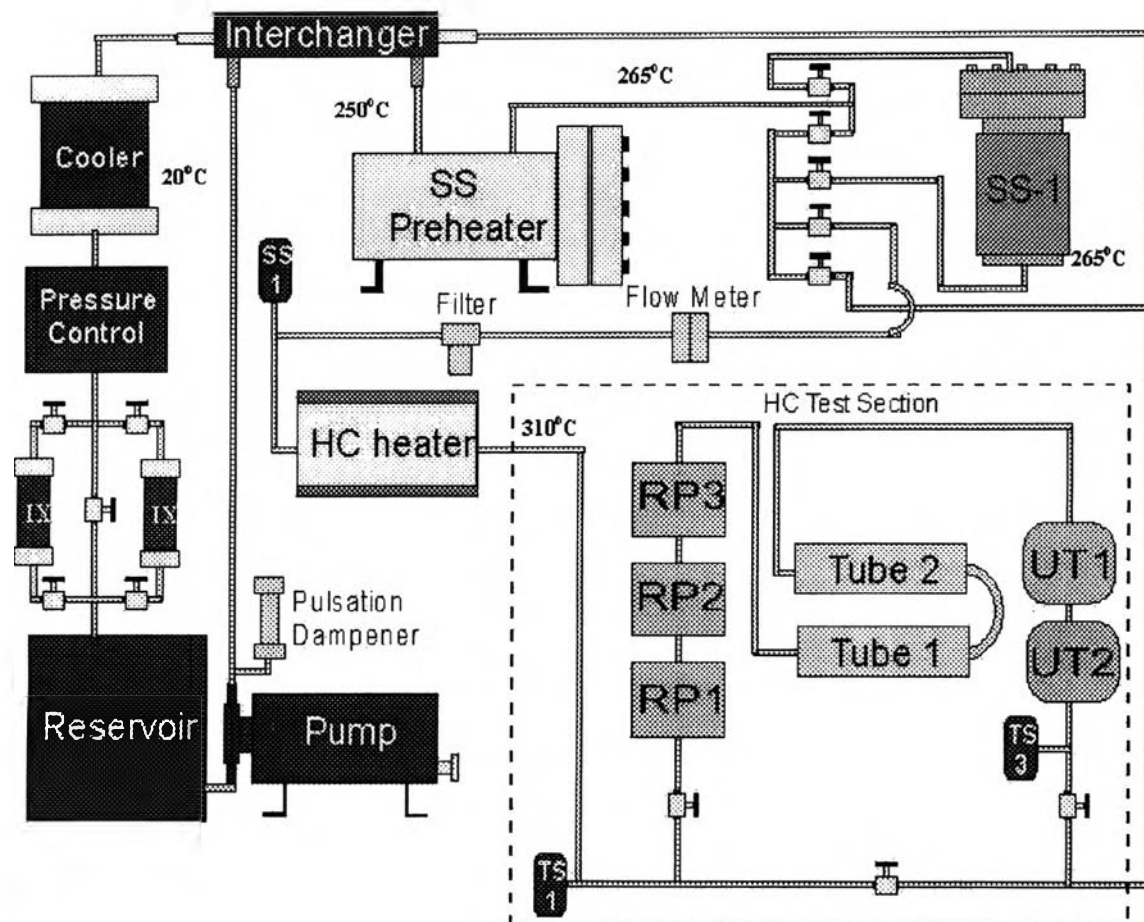 Interchanger
265°C
250°C
Cooler
20°C
SS
Preheater
SS-1
265°C
SS
1
Pressure
Control
Filter
Flow Meter
HC Test Section
HC heater
310°C
RP3
RP2
RP1
Tube 2
Tube 1
UT1
UT2
IX
IX
Pulsation
Dampener
Reservoir
Pump
TS
3
TS
1